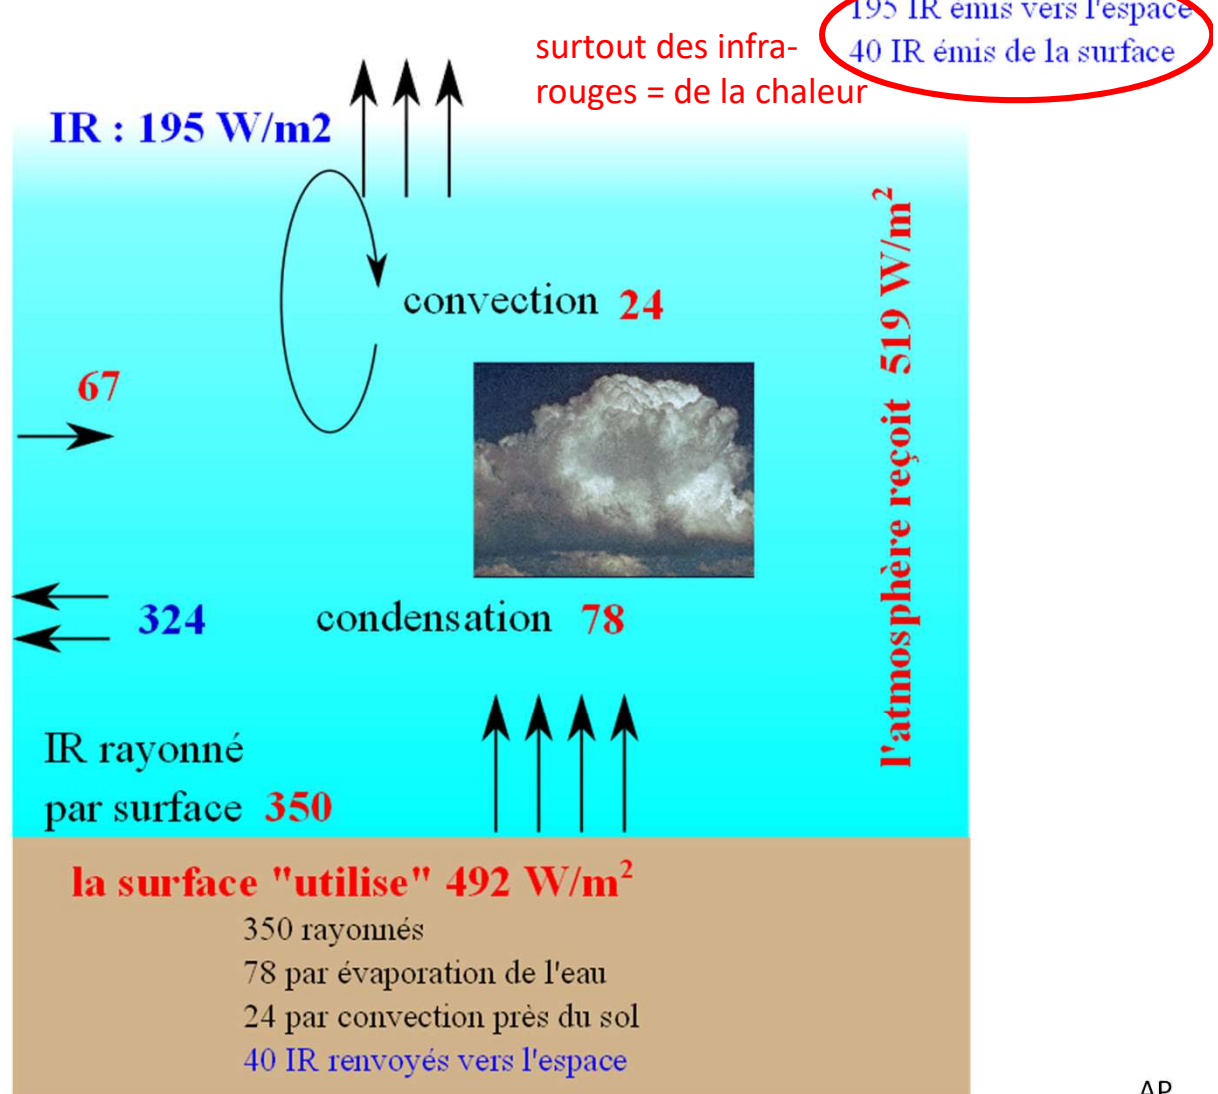 195 IR émis vers l'espace
40 IR émis de la surface
surtout des infra-
rouges = de la chaleur
IR : 195 W/m2
convection 24
67
l'atmosphère reçoit 519 W/m²
324
condensation 78
IR rayonné
par surface 350
la surface "utilise" 492 W/m²
350 rayonnés
78 par évaporation de l'eau
24 par convection près du sol
40 IR renvoyés vers l'espace
AP